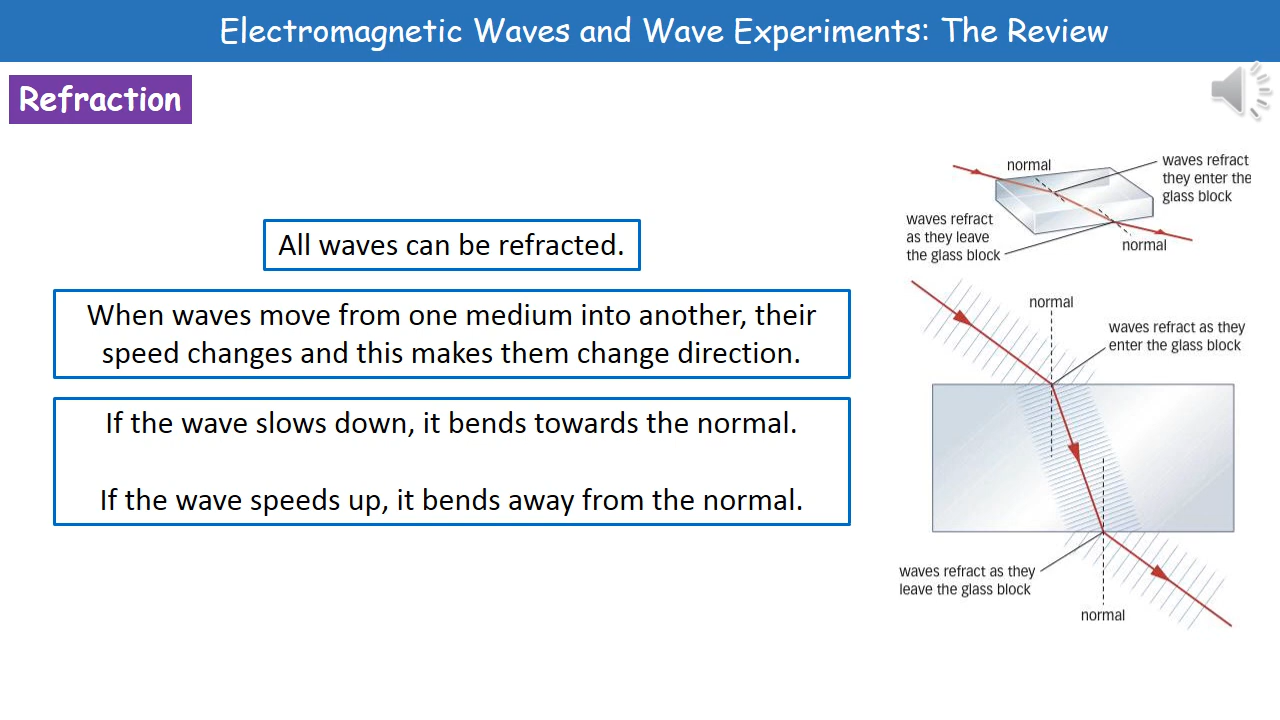 Electromagnetic Waves and Wave Experiments: The Review
Refraction
All waves can be refracted.
When waves move from one medium into another, their
speed changes and this makes them change direction.
If the wave slows down, it bends towards the normal.
If the wave speeds up, it bends away from the normal.
normal
waves refract
they enter the
glass block
waves refract
as they leave
the glass block
normal
normal
waves refract as they
enter the glass block
waves refract as they
leave the glass block
normal